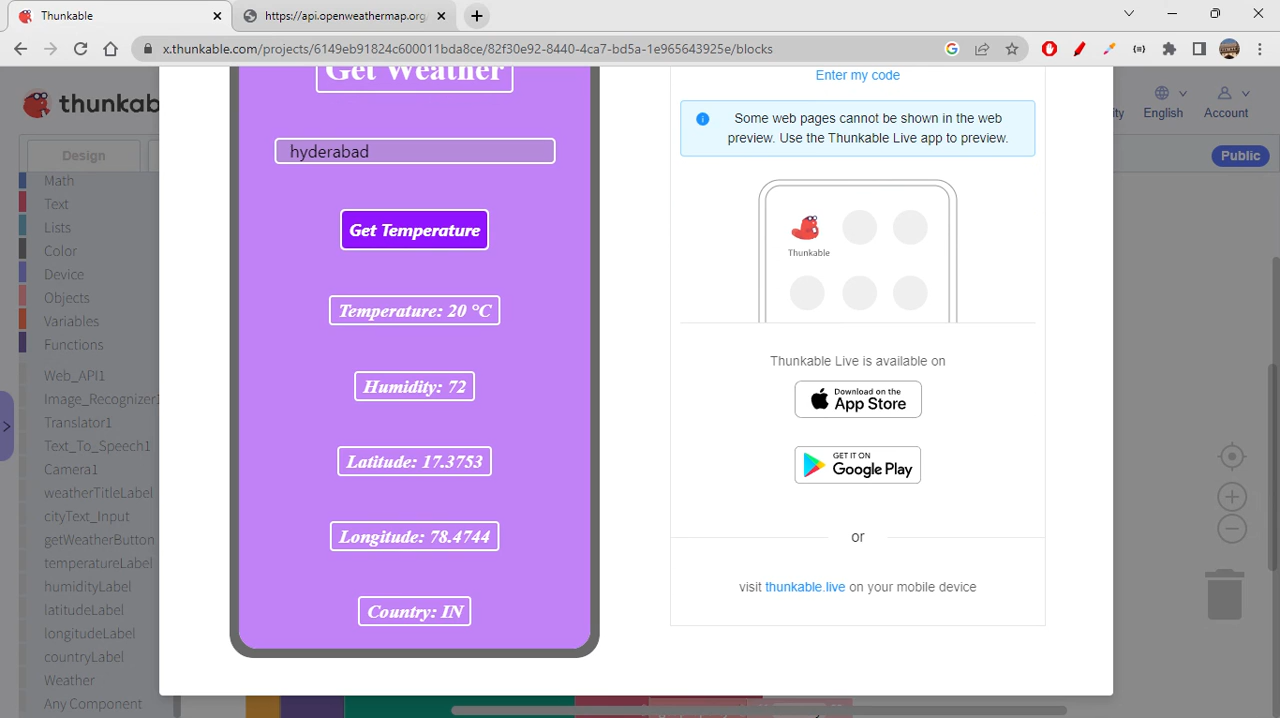 Thunkable
https://api.openweathermap.org
x.thunkable.com/projects/6149eb91824c600011bda8ce/82f30e92-8440-4ca7-bd5a-1e965643925e/blocks
thunkab
ity
English
Account
Design
Public
Math
Text
Lists
Color
Device
Objects
Variables
Functions
Web_API1
Image_Recognizer1
Translator1
Text_To_Speech1
Camera1
weatherTitleLabel
cityText_Input
getWeatherButton
temperatureLabel
humidityLabel
latitudeLabel
longitudeLabel
countryLabel
Weather
Any Component
Get Weather
hyderabad
Get Temperature
Temperature: 20 °C
Humidity: 72
Latitude: 17.3753
Longitude: 78.4744
Country: IN
Enter my code
Some web pages cannot be shown in the web
preview. Use the Thunkable Live app to preview.
Thunkable
Thunkable Live is available on
Download on the
App Store
GET IT ON
Google Play
or
visit thunkable.live on your mobile device